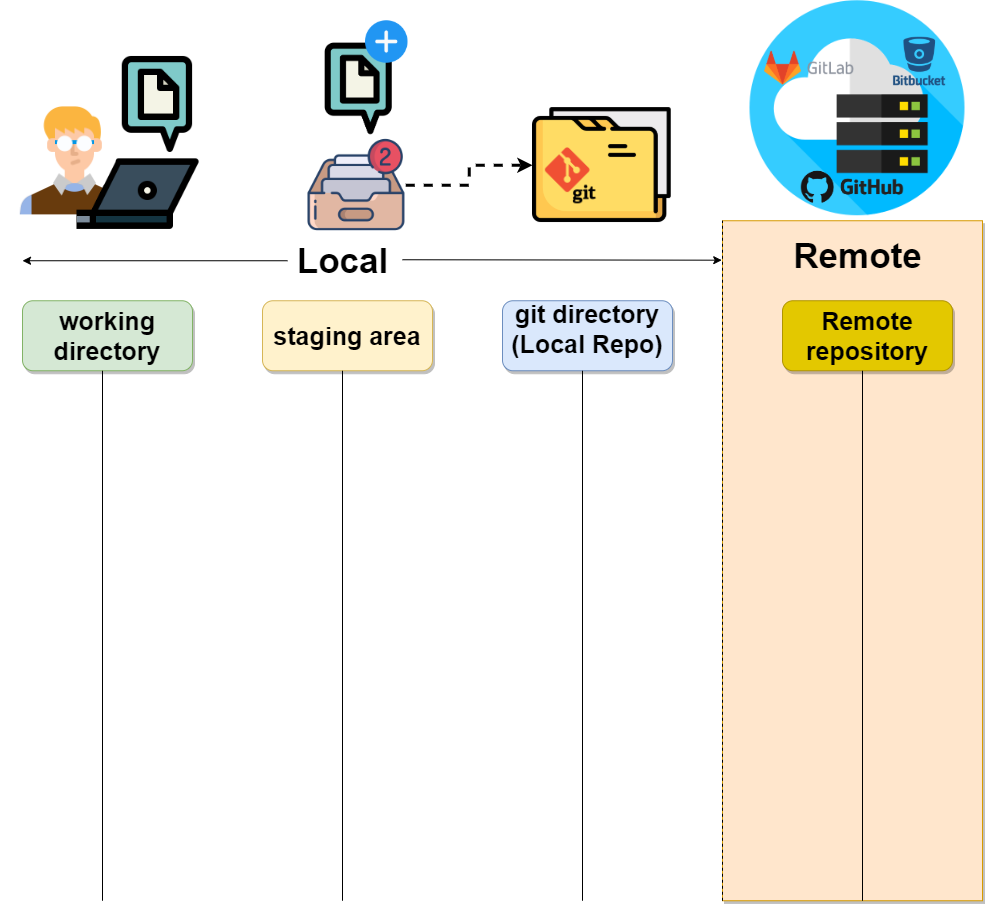 GitLab
Bitbucket
2
git
GitHub
Local
Remote
working
directory
staging area
git directory
(Local Repo)
Remote
repository